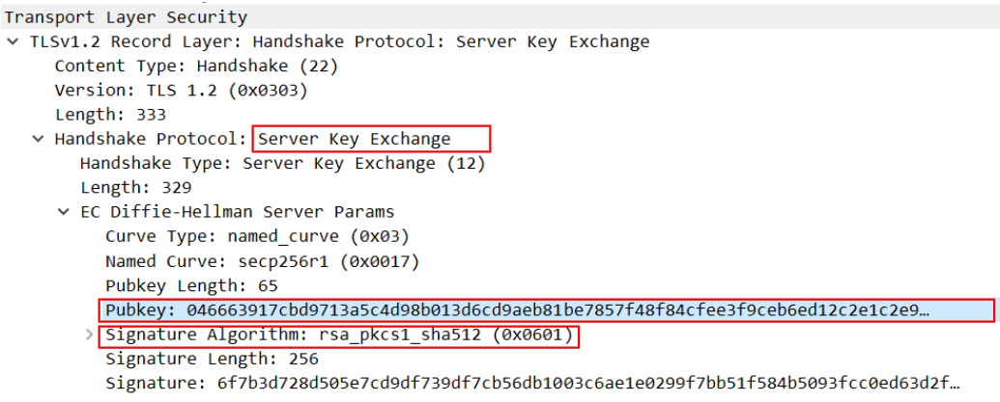 Transport Layer Security
TLSv1.2 Record Layer: Handshake Protocol: Server Key Exchange
Content Type: Handshake (22)
Version: TLS 1.2 (0x0303)
Length: 333
Handshake Protocol: Server Key Exchange
Handshake Type: Server Key Exchange (12)
Length: 329
EC Diffie-Hellman Server Params
Curve Type: named_curve (0x03)
Named Curve: secp256r1 (0x0017)
Pubkey Length: 65
Pubkey: 046663917cbd9713a5c4d98b013d6cd9aeb81be7857f48f84cfee3f9ceb6ed12c2e1c2e9…
Signature Algorithm: rsa_pkcs1_sha512 (0x0601)
Signature Length: 256
Signature: 6f7b3d728d505e7cd9df739df7cb56db1003c6ae1e0299f7bb51f584b5093fcc0ed63d2f…